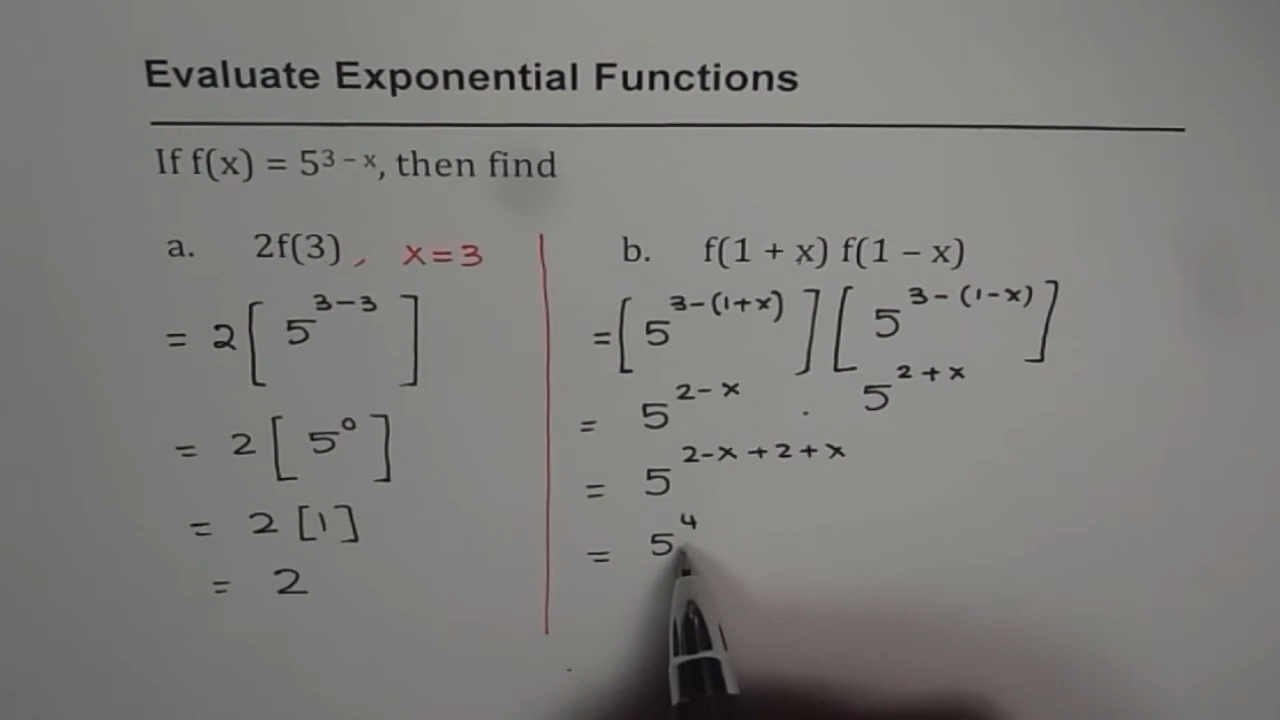 Evaluate Exponential Functions
If f(x) = 5³ ⁻ ˣ, then find
a. 2f(3), x=3
= 2[5³⁻³]
= 2[5⁰]
= 2[1]
= 2
b. f(1 + x) f(1 – x)
= [5³⁻⁽¹⁺ˣ⁾][5³⁻⁽¹⁻ˣ⁾]
= 5²⁻ˣ · 5²⁺ˣ
= 5²⁻ˣ⁺²⁺ˣ
= 5⁴